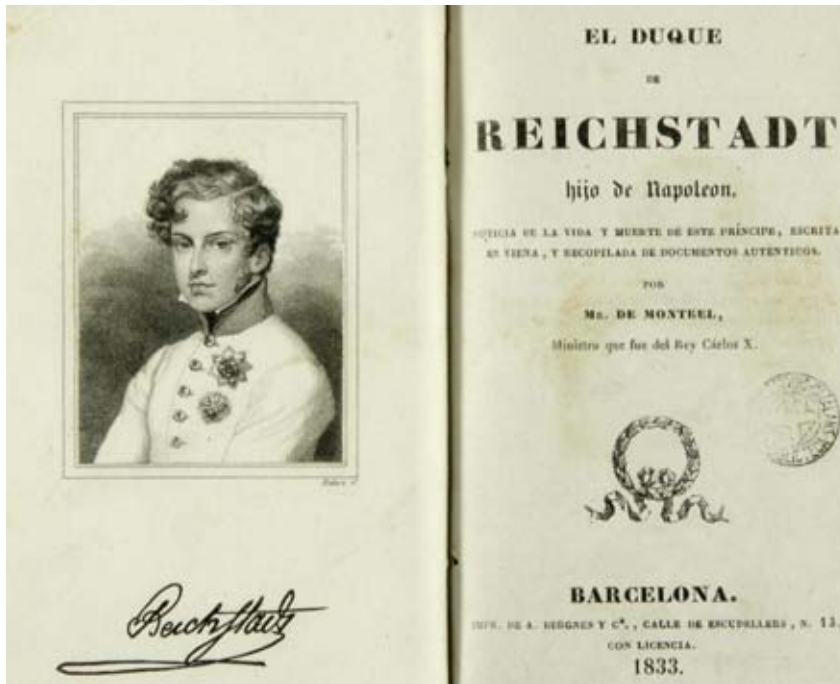 Reichstadt
EL DUQUE
DE
REICHSTADT
hijo de Napoleon.
NOTICIA DE LA VIDA Y MUERTE DE ESTE PRÍNCIPE, ESCRITA
EN VIENA, Y RECOPILADA DE DOCUMENTOS AUTENTICOS.
POR
MR. DE MONTBEL,
Ministro que fue del Rey Cárlos X.
BARCELONA.
IMPR. DE A. BERGNES Y Cª., CALLE DE ESCUDELLERS, N. 13.
CON LICENCIA.
1833.